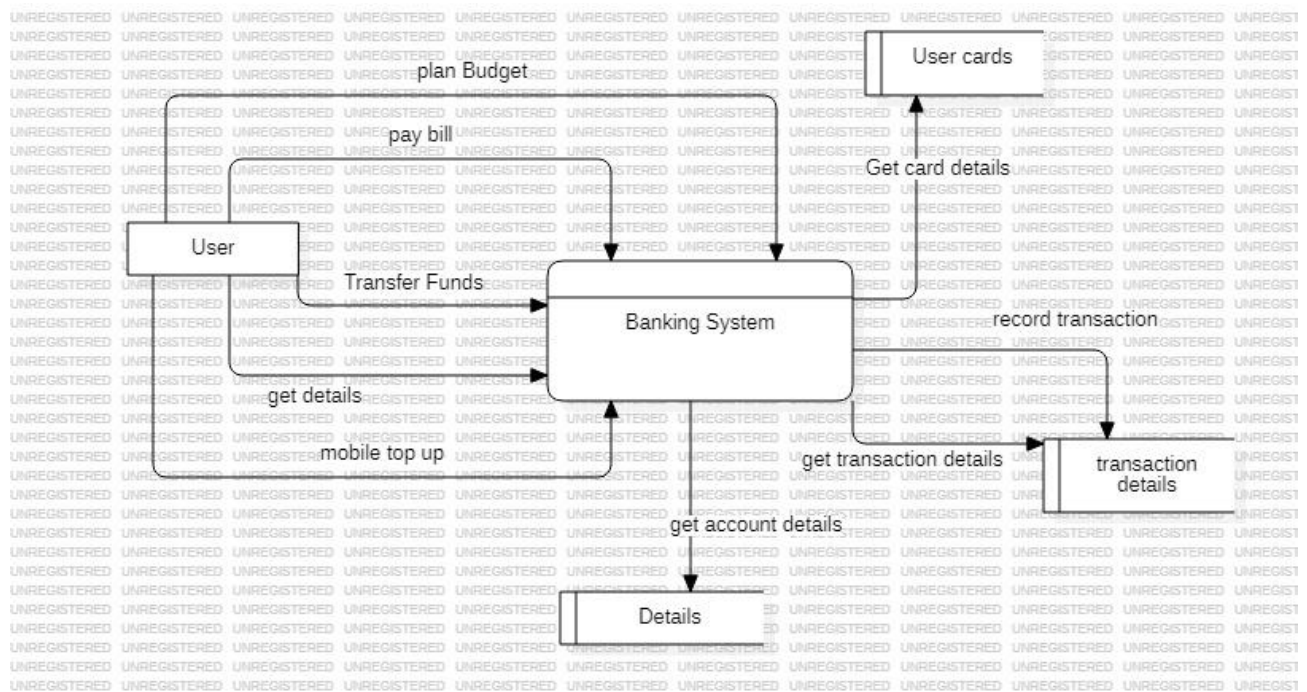 UNREGISTERED
User cards
plan Budget
pay bill
Get card details
User
Transfer Funds
Banking System
record transaction
get details
mobile top up
get transaction details
transaction
details
get account details
Details